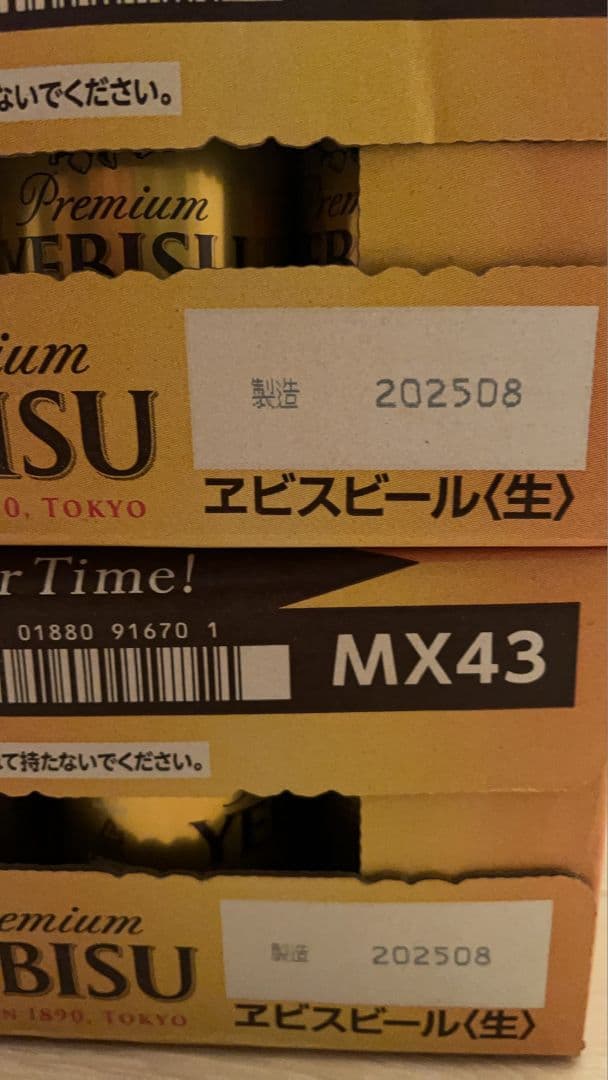 ないでください。
Premium
YEBISU
ium
ISU
製造 202508
0, TOKYO
ヱビスビール〈生〉
r Time!
01880 91670 1
MX43
て持たないでください。
YE
emium
BISU
製造 202508
N 1890, TOKYO
ヱビスビール〈生〉